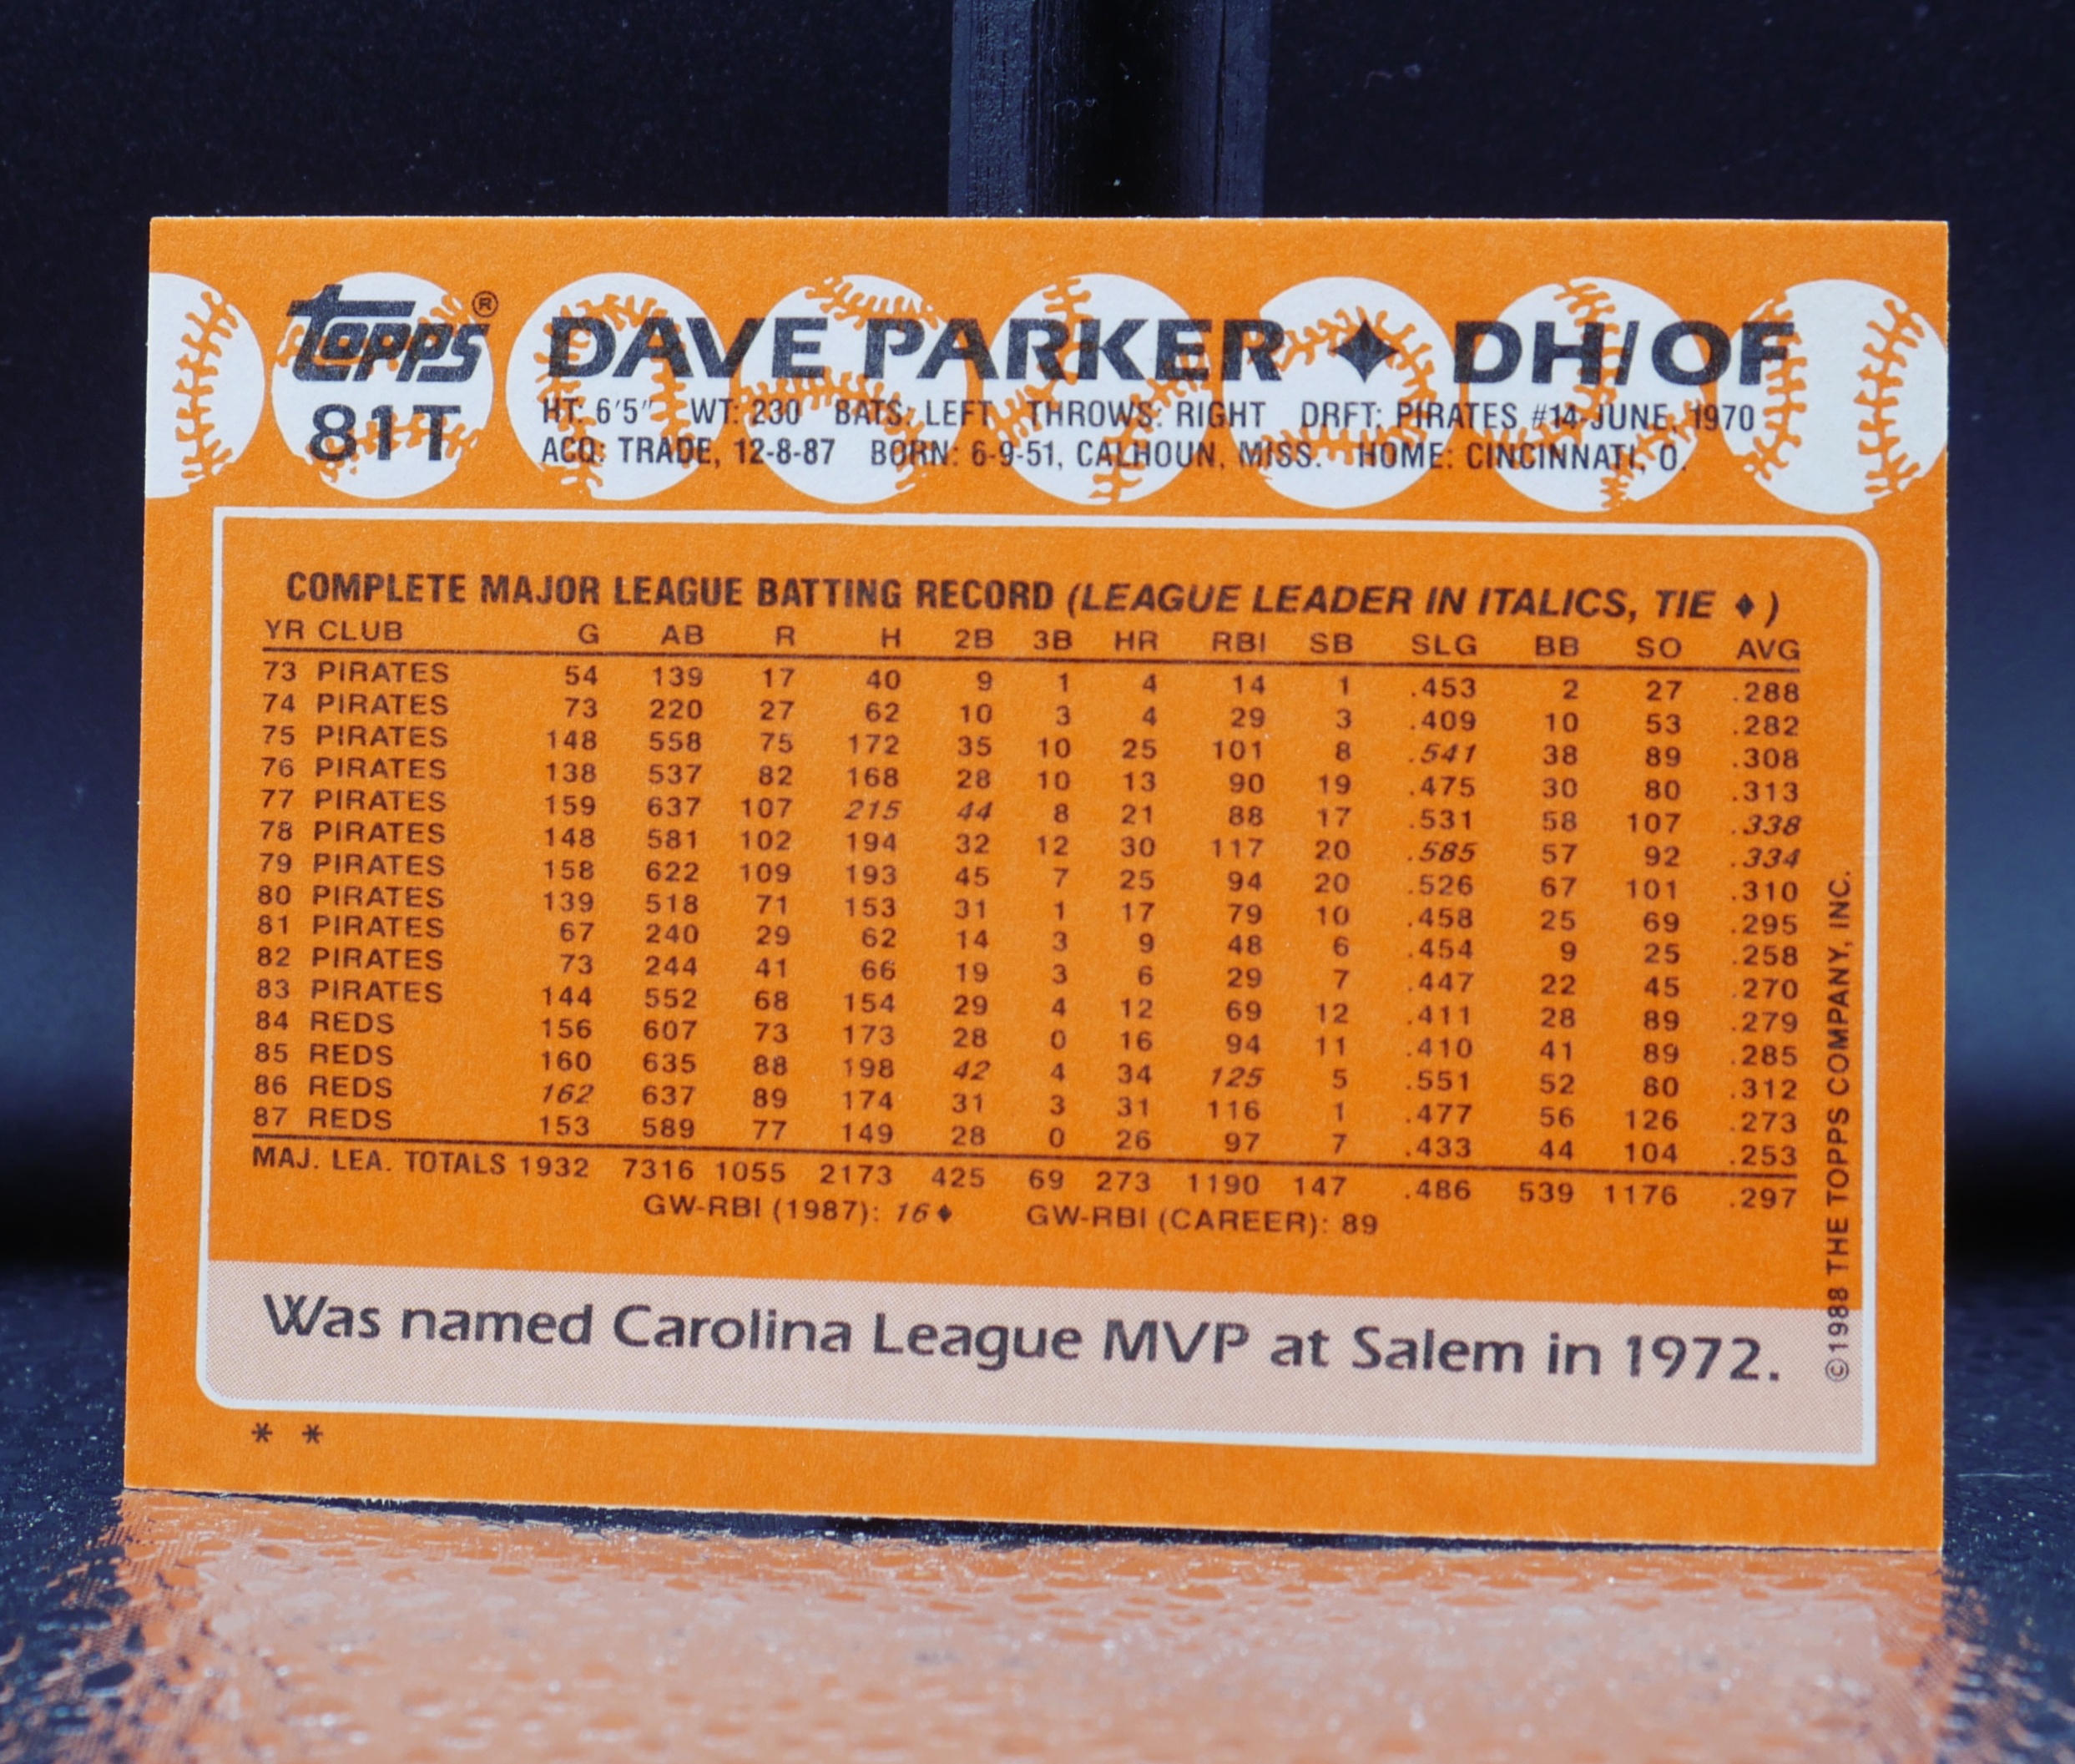 topps® DAVE PARKER ♦ DH/OF
81T HT: 6'5" WT: 230 BATS: LEFT THROWS: RIGHT DRFT: PIRATES #14-JUNE, 1970
ACQ: TRADE, 12-8-87 BORN: 6-9-51, CALHOUN, MISS. HOME: CINCINNATI, O.
COMPLETE MAJOR LEAGUE BATTING RECORD (LEAGUE LEADER IN ITALICS, TIE ♦)
YR CLUB G AB R H 2B 3B HR RBI SB SLG BB SO AVG
73 PIRATES 54 139 17 40 9 1 4 14 1 .453 2 27 .288
74 PIRATES 73 220 27 62 10 3 4 29 3 .409 10 53 .282
75 PIRATES 148 558 75 172 35 10 25 101 8 .541 38 89 .308
76 PIRATES 138 537 82 168 28 10 13 90 19 .475 30 80 .313
77 PIRATES 159 637 107 215 44 8 21 88 17 .531 58 107 .338
78 PIRATES 148 581 102 194 32 12 30 117 20 .585 57 92 .334
79 PIRATES 158 622 109 193 45 7 25 94 20 .526 67 101 .310
80 PIRATES 139 518 71 153 31 1 17 79 10 .458 25 69 .295
81 PIRATES 67 240 29 62 14 3 9 48 6 .454 9 25 .258
82 PIRATES 73 244 41 66 19 3 6 29 7 .447 22 45 .270
83 PIRATES 144 552 68 154 29 4 12 69 12 .411 28 89 .279
84 REDS 156 607 73 173 28 0 16 94 11 .410 41 89 .285
85 REDS 160 635 88 198 42 4 34 125 5 .551 52 80 .312
86 REDS 162 637 89 174 31 3 31 116 1 .477 56 126 .273
87 REDS 153 589 77 149 28 0 26 97 7 .433 44 104 .253
MAJ. LEA. TOTALS 1932 7316 1055 2173 425 69 273 1190 147 .486 539 1176 .297
GW-RBI (1987): 16♦ GW-RBI (CAREER): 89
Was named Carolina League MVP at Salem in 1972.
©1988 THE TOPPS COMPANY, INC.
* *